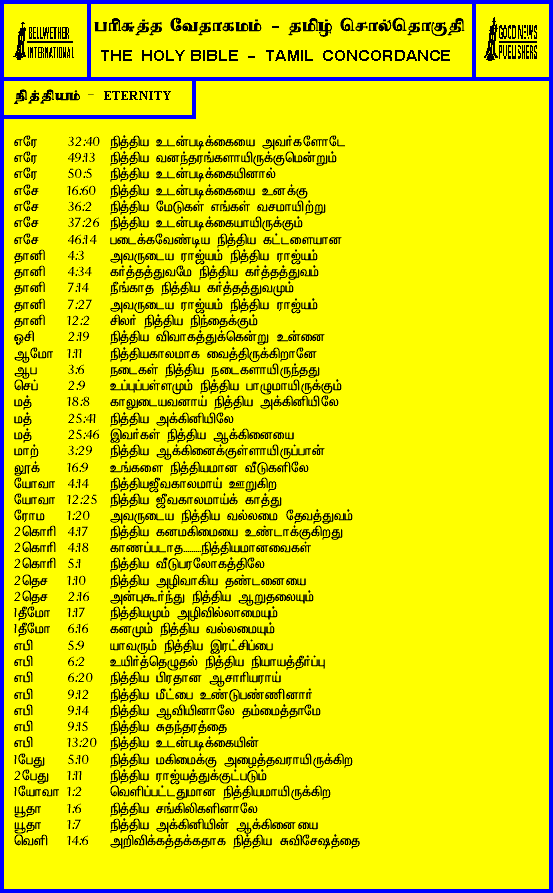 BELLWETHER
INTERNATIONAL
பரிசுத்த வேதாகமம் - தமிழ் சொல்தொகுதி
THE HOLY BIBLE - TAMIL CONCORDANCE
GOOD NEWS
PUBLISHERS
நித்தியம் - ETERNITY
எரே 32:40 நித்திய உடன்படிக்கையை அவர்களோடே
எரே 49:13 நித்திய வனந்தரங்களாயிருக்குமென்றும்
எரே 50:5 நித்திய உடன்படிக்கையினால்
எசே 16:60 நித்திய உடன்படிக்கையை உனக்கு
எசே 36:2 நித்திய மேடுகள் எங்கள் வசமாயிற்று
எசே 37:26 நித்திய உடன்படிக்கையாயிருக்கும்
எசே 46:14 படைக்கவேண்டிய நித்திய கட்டளையான
தானி 4:3 அவருடைய ராஜ்யம் நித்திய ராஜ்யம்
தானி 4:34 கர்த்தத்துவமே நித்திய கர்த்தத்துவம்
தானி 7:14 நீங்காத நித்திய கர்த்தத்துவமும்
தானி 7:27 அவருடைய ராஜ்யம் நித்திய ராஜ்யம்
தானி 12:2 சிலர் நித்திய நிந்தைக்கும்
ஓசி 2:19 நித்திய விவாகத்துக்கென்று உன்னை
ஆமோ 1:11 நித்தியகாலமாக வைத்திருக்கிறானே
ஆப 3:6 நடைகள் நித்திய நடைகளாயிருந்தது
செப் 2:9 உப்புப்பள்ளமும் நித்திய பாழுமாயிருக்கும்
மத் 18:8 காலுடையவனாய் நித்திய அக்கினியிலே
மத் 25:41 நித்திய அக்கினியிலே
மத் 25:46 இவர்கள் நித்திய ஆக்கினையை
மாற் 3:29 நித்திய ஆக்கினைக்குள்ளாயிருப்பான்
லூக் 16:9 உங்களை நித்தியமான வீடுகளிலே
யோவா 4:14 நித்தியஜீவகாலமாய் ஊறுகிற
யோவா 12:25 நித்திய ஜீவகாலமாய்க் காத்து
ரோம 1:20 அவருடைய நித்திய வல்லமை தேவத்துவம்
2கொரி 4:17 நித்திய கனமகிமையை உண்டாக்குகிறது
2கொரி 4:18 காணப்படாத........நித்தியமானவைகள்
2கொரி 5:1 நித்திய வீடுபரலோகத்திலே
2தெச 1:10 நித்திய அழிவாகிய தண்டனையை
2தெச 2:16 அன்புகூர்ந்து நித்திய ஆறுதலையும்
1தீமோ 1:17 நித்தியமும் அழிவில்லாமையும்
1தீமோ 6:16 கனமும் நித்திய வல்லமையும்
எபி 5:9 யாவரும் நித்திய இரட்சிப்பை
எபி 6:2 உயிர்த்தெழுதல் நித்திய நியாயத்தீர்ப்பு
எபி 6:20 நித்திய பிரதான ஆசாரியராய்
எபி 9:12 நித்திய மீட்பை உண்டுபண்ணினார்
எபி 9:14 நித்திய ஆவியினாலே தம்மைத்தாமே
எபி 9:15 நித்திய சுதந்தரத்தை
எபி 13:20 நித்திய உடன்படிக்கையின்
1பேது 5:10 நித்திய மகிமைக்கு அழைத்தவராயிருக்கிற
2பேது 1:11 நித்திய ராஜ்யத்துக்குட்படும்
1யோவா 1:2 வெளிப்பட்டதுமான நித்தியமாயிருக்கிற
யூதா 1:6 நித்திய சங்கிலிகளினாலே
யூதா 1:7 நித்திய அக்கினியின் ஆக்கினையை
வெளி 14:6 அறிவிக்கத்தக்கதாக நித்திய சுவிசேஷத்தை